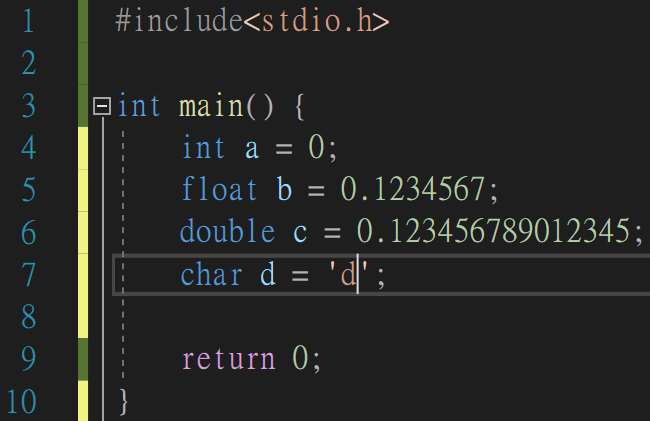 1 #include<stdio.h>
2
3 int main() {
4 int a = 0;
5 float b = 0.1234567;
6 double c = 0.123456789012345;
7 char d = 'd';
8
9 return 0;
10 }